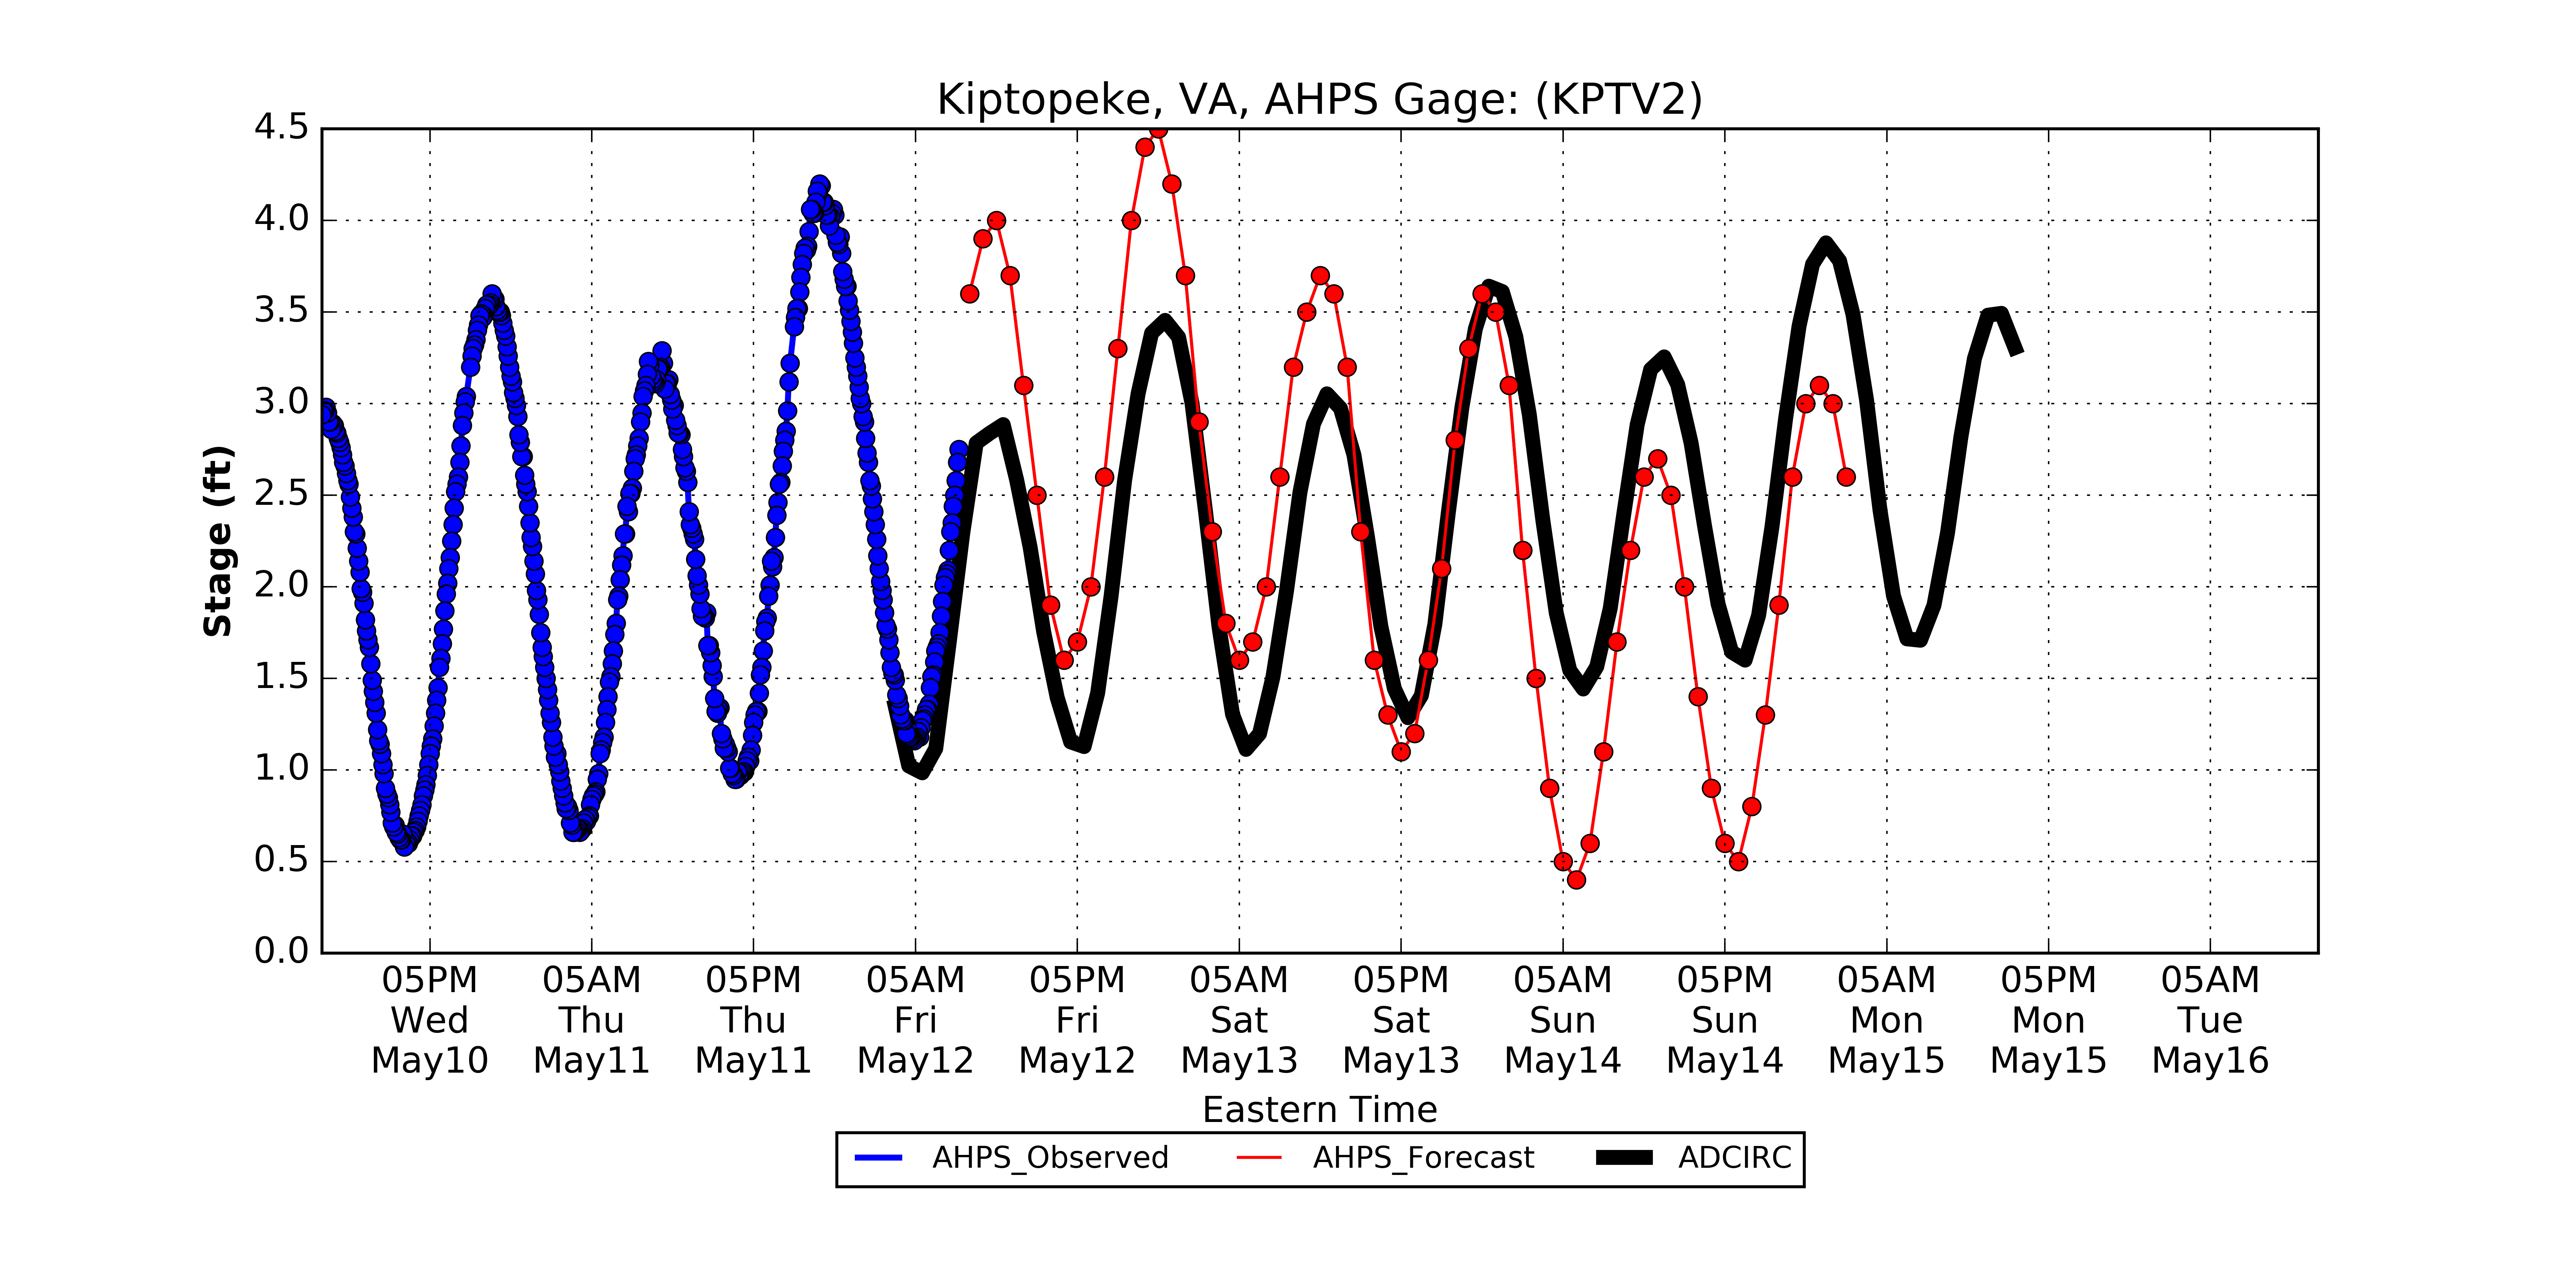 Kiptopeke, VA, AHPS Gage: (KPTV2)
4.5
4.0
3.5
3.0
2.5
2.0
1.5
1.0
0.5
0.0
Stage (ft)
05PM 05AM 05PM 05AM 05PM 05AM 05PM 05AM 05PM 05AM 05PM 05AM
Wed Thu Thu Fri Fri Sat Sat Sun Sun Mon Mon Tue
May10 May11 May11 May12 May12 May13 May13 May14 May14 May15 May15 May16
Eastern Time
AHPS_Observed AHPS_Forecast ADCIRC